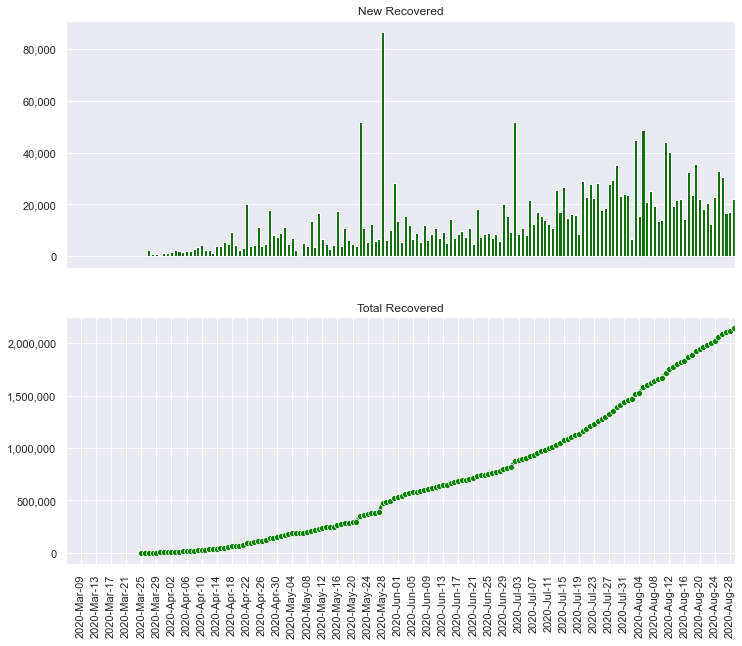 New Recovered
80,000
60,000
40,000
20,000
0
Total Recovered
2,000,000
1,500,000
1,000,000
500,000
0
2020-Mar-09
2020-Mar-13
2020-Mar-17
2020-Mar-21
2020-Mar-25
2020-Mar-29
2020-Apr-02
2020-Apr-06
2020-Apr-10
2020-Apr-14
2020-Apr-18
2020-Apr-22
2020-Apr-26
2020-Apr-30
2020-May-04
2020-May-08
2020-May-12
2020-May-16
2020-May-20
2020-May-24
2020-May-28
2020-Jun-01
2020-Jun-05
2020-Jun-09
2020-Jun-13
2020-Jun-17
2020-Jun-21
2020-Jun-25
2020-Jun-29
2020-Jul-03
2020-Jul-07
2020-Jul-11
2020-Jul-15
2020-Jul-19
2020-Jul-23
2020-Jul-27
2020-Jul-31
2020-Aug-04
2020-Aug-08
2020-Aug-12
2020-Aug-16
2020-Aug-20
2020-Aug-24
2020-Aug-28